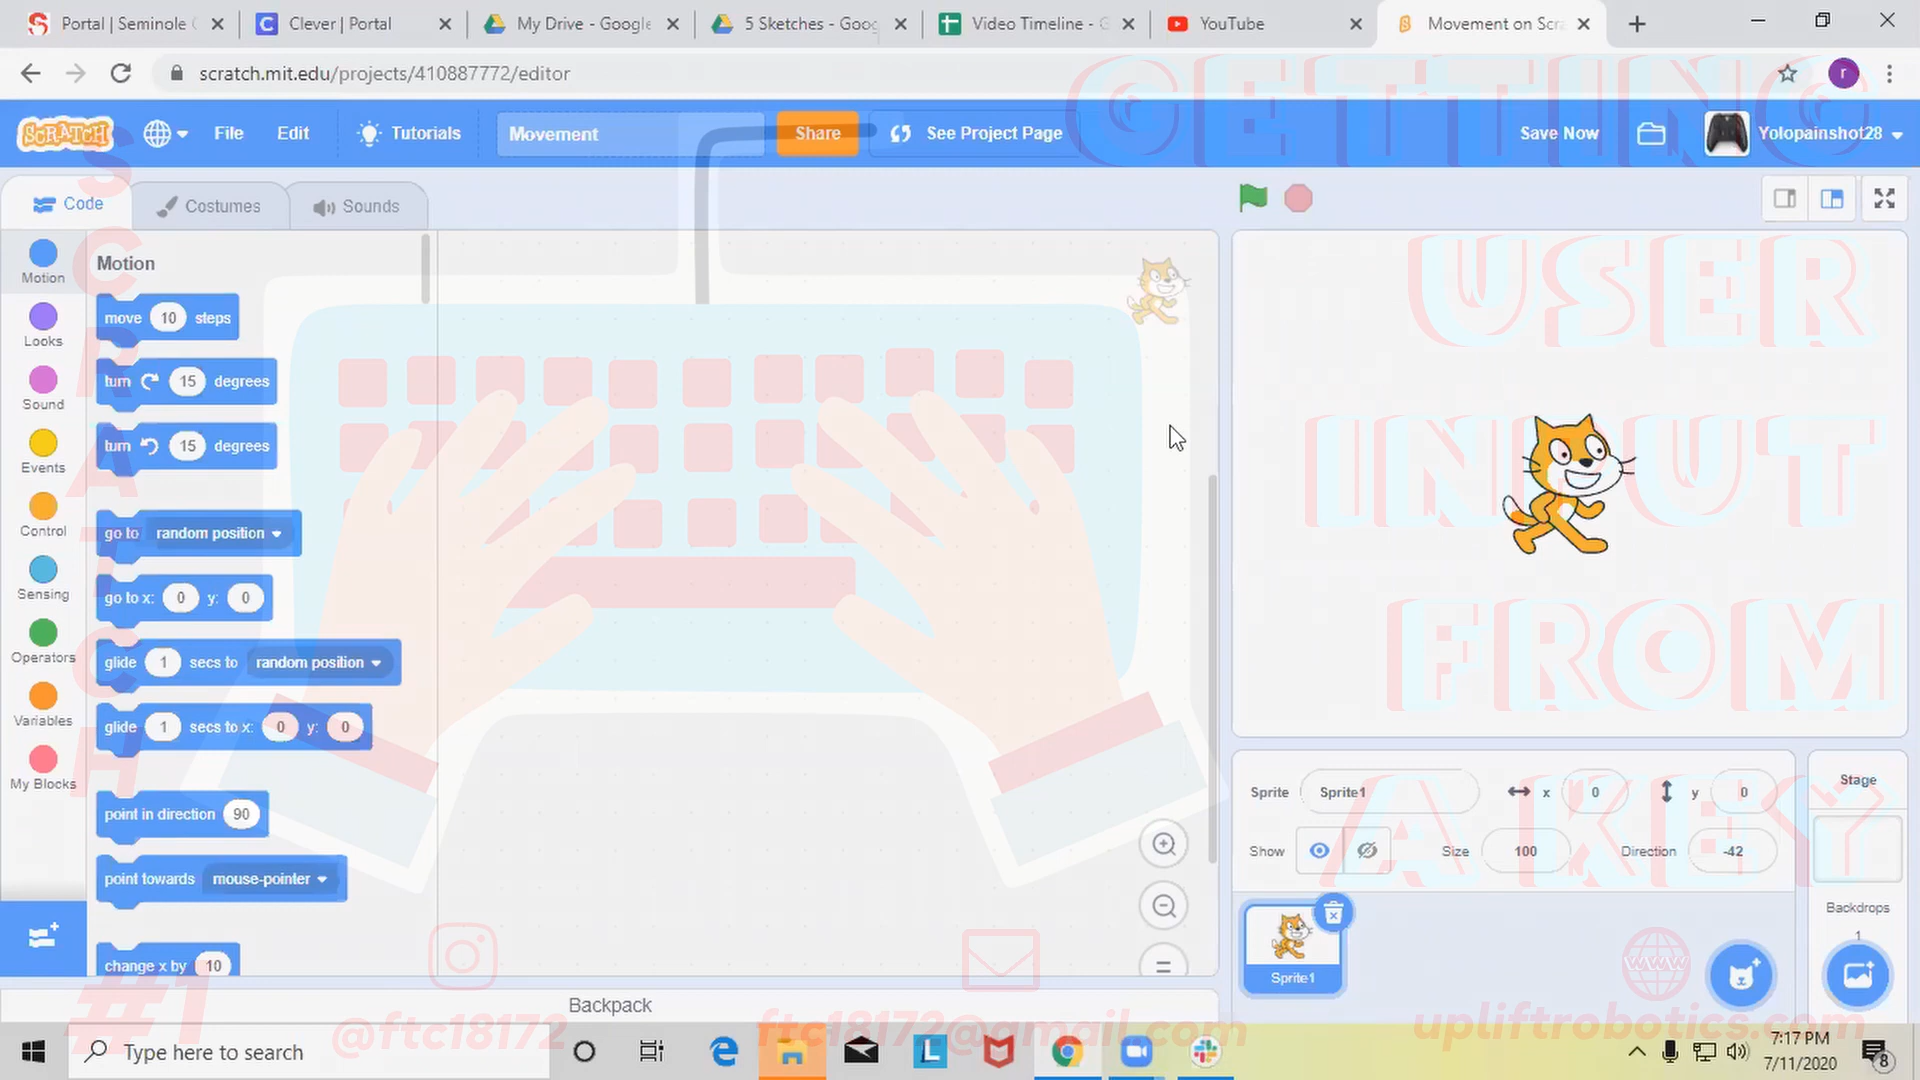 Portal | Seminole C
Clever | Portal
My Drive - Google
5 Sketches - Goog
Video Timeline - G
YouTube
Movement on Scra
scratch.mit.edu/projects/410887772/editor
r
GETTING
SCRATCH
File
Edit
Tutorials
Movement
Share
See Project Page
Save Now
Yolopainshot28
Code
Costumes
Sounds
SCRATCH
#1
USER
INPUT
FROM
A KEY
Motion
Looks
Sound
Events
Control
Sensing
Operators
Variables
My Blocks
Motion
move 10 steps
turn 15 degrees
turn 15 degrees
go to random position
go to x: 0 y: 0
glide 1 secs to random position
glide 1 secs to x: 0 y: 0
point in direction 90
point towards mouse-pointer
change x by 10
Sprite Sprite1 x 0 y 0
Show Size 100 Direction -42
Sprite1
Stage
Backdrops
1
Backpack
@ftc18172
ftc18172@gmail.com
www
upliftrobotics.com
Type here to search
L
7:17 PM
7/11/2020
8